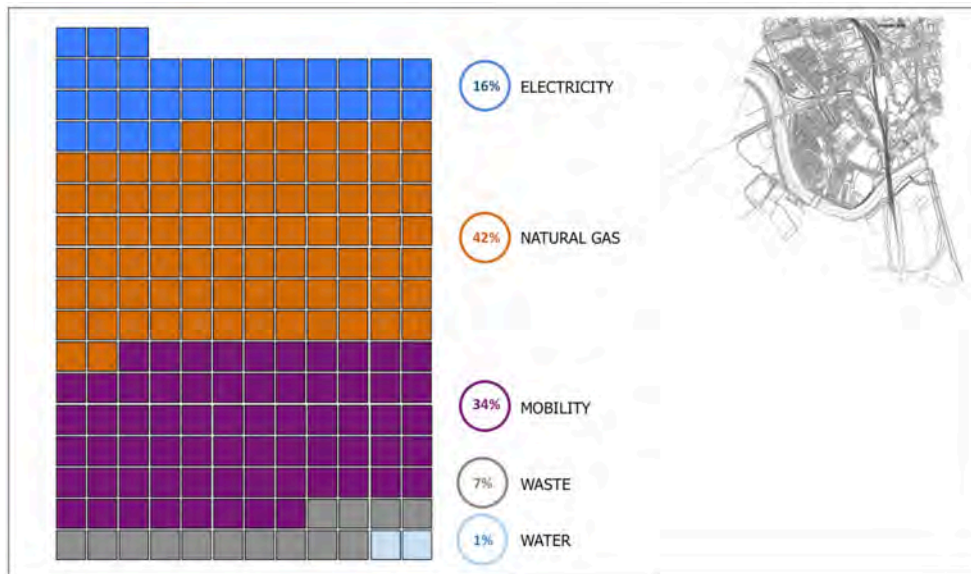 16% ELECTRICITY
42% NATURAL GAS
34% MOBILITY
7% WASTE
1% WATER